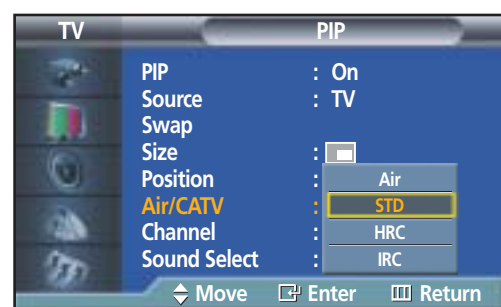 TV PIP
PIP : On
Source : TV
Swap
Size :
Position : Air
Air/CATV : STD
Channel : HRC
Sound Select : IRC
Move Enter Return